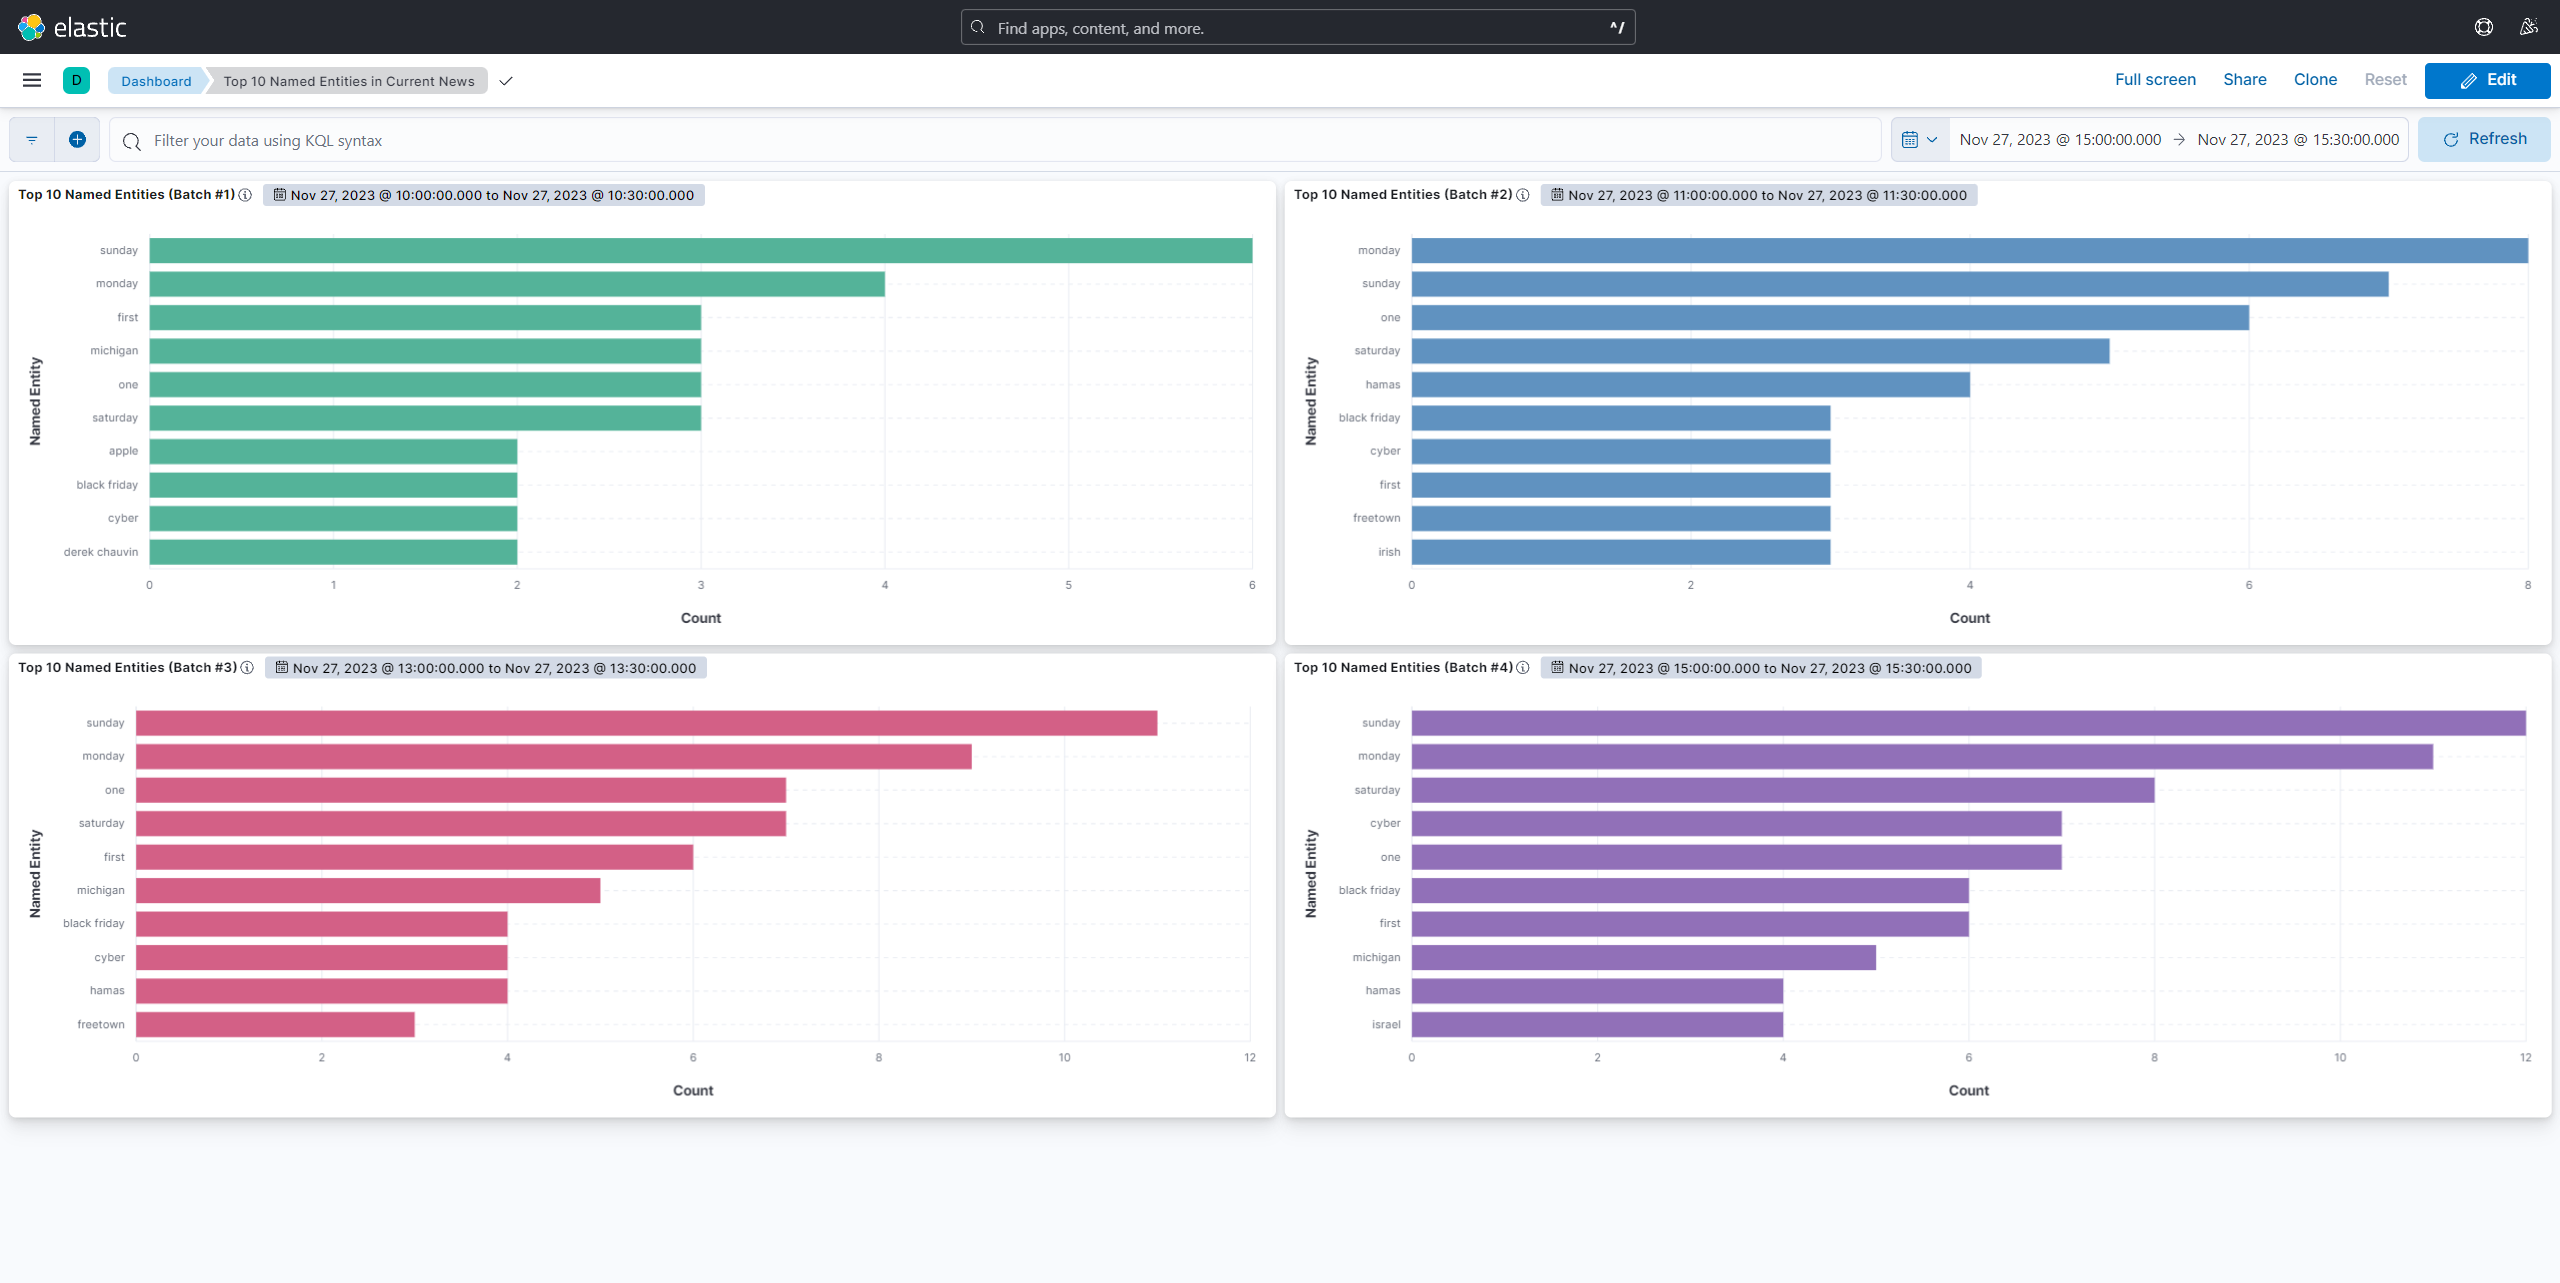 elastic
Find apps, content, and more.
^/
D
Dashboard
Top 10 Named Entities in Current News
Full screen
Share
Clone
Reset
Edit
Filter your data using KQL syntax
Nov 27, 2023 @ 15:00:00.000 → Nov 27, 2023 @ 15:30:00.000
Refresh
Top 10 Named Entities (Batch #1)
Nov 27, 2023 @ 10:00:00.000 to Nov 27, 2023 @ 10:30:00.000
Named Entity
sunday
monday
first
michigan
one
saturday
apple
black friday
cyber
derek chauvin
0 1 2 3 4 5 6
Count
Top 10 Named Entities (Batch #2)
Nov 27, 2023 @ 11:00:00.000 to Nov 27, 2023 @ 11:30:00.000
Named Entity
monday
sunday
one
saturday
hamas
black friday
cyber
first
freetown
irish
0 2 4 6 8
Count
Top 10 Named Entities (Batch #3)
Nov 27, 2023 @ 13:00:00.000 to Nov 27, 2023 @ 13:30:00.000
Named Entity
sunday
monday
one
saturday
first
michigan
black friday
cyber
hamas
freetown
0 2 4 6 8 10 12
Count
Top 10 Named Entities (Batch #4)
Nov 27, 2023 @ 15:00:00.000 to Nov 27, 2023 @ 15:30:00.000
Named Entity
sunday
monday
saturday
cyber
one
black friday
first
michigan
hamas
israel
0 2 4 6 8 10 12
Count